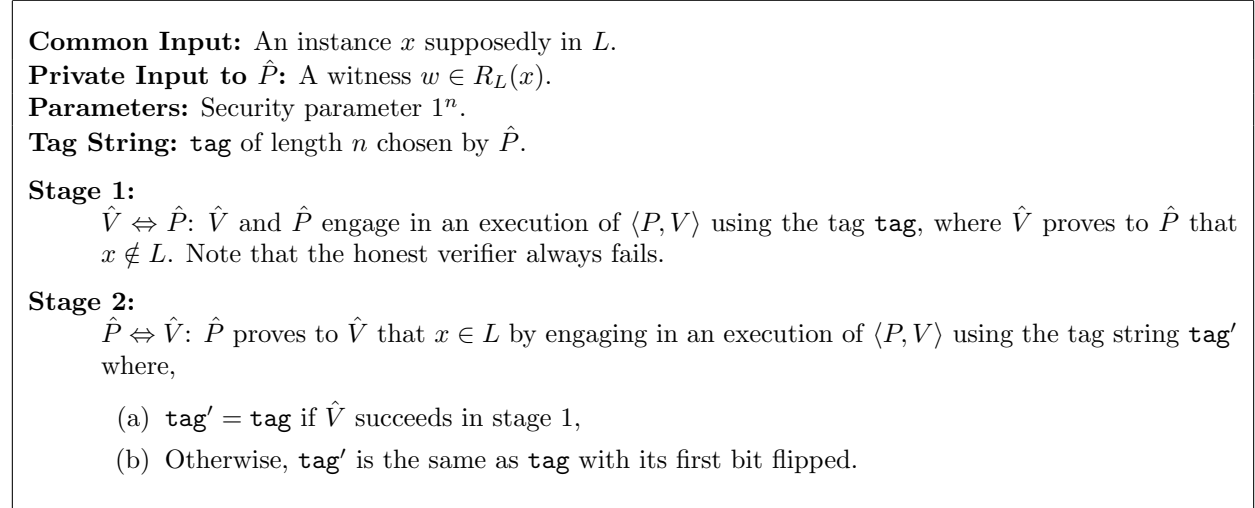 Common Input: An instance x supposedly in L.
Private Input to P̂: A witness w ∈ R_L(x).
Parameters: Security parameter 1^n.
Tag String: tag of length n chosen by P̂.
Stage 1:
V̂ ⇔ P̂: V̂ and P̂ engage in an execution of ⟨P, V⟩ using the tag tag, where V̂ proves to P̂ that
x ∉ L. Note that the honest verifier always fails.
Stage 2:
P̂ ⇔ V̂: P̂ proves to V̂ that x ∈ L by engaging in an execution of ⟨P, V⟩ using the tag string tag′
where,
(a) tag′ = tag if V̂ succeeds in stage 1,
(b) Otherwise, tag′ is the same as tag with its first bit flipped.